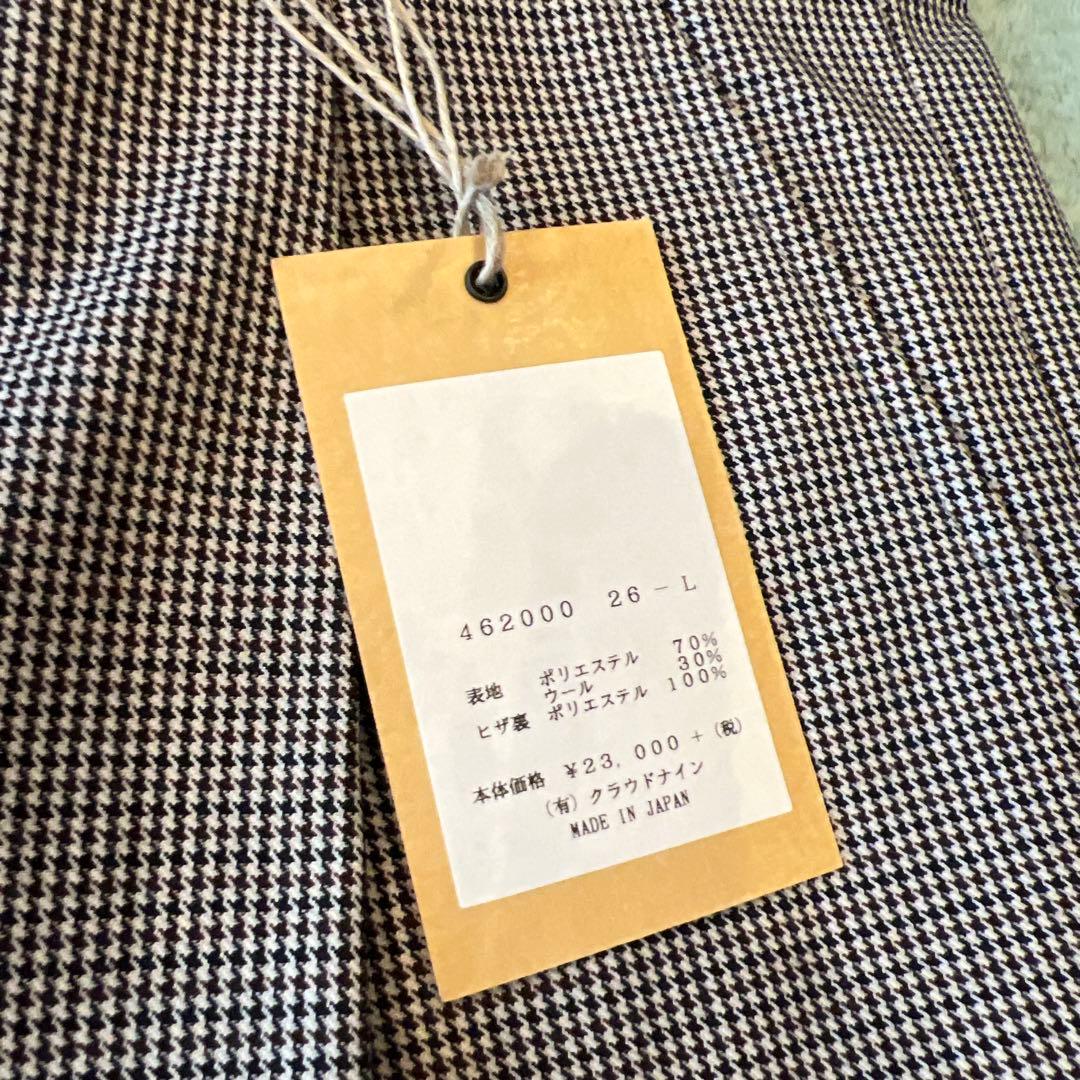 462000 26-L
表地 ポリエステル 70%
ウール 30%
ヒザ裏 ポリエステル 100%
本体価格 ¥23,000+(税)
(有)クラウドナイン
MADE IN JAPAN